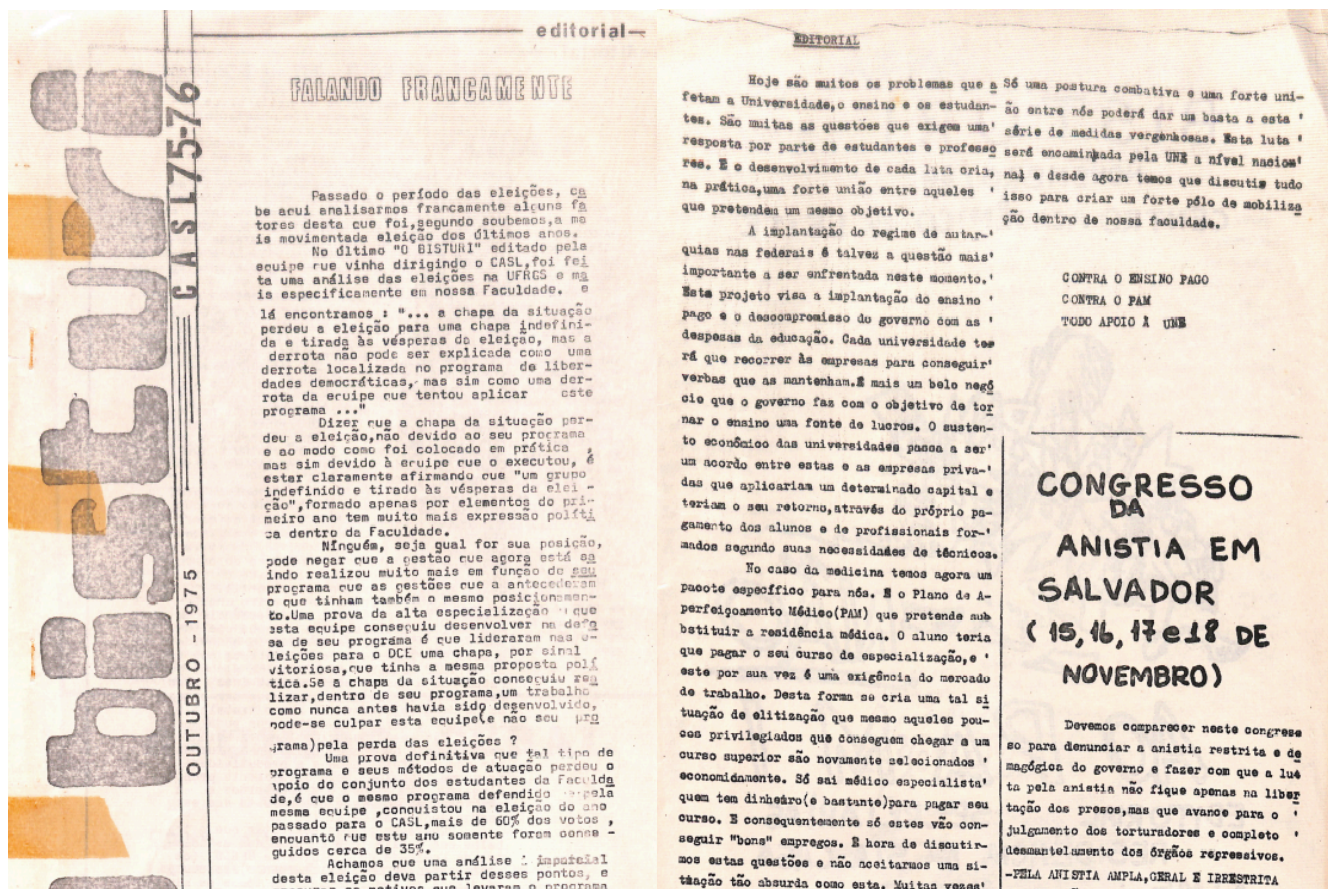 bisturi
CASL 75-76
OUTUBRO - 1975
editorial
FALANDO FRANCAMENTE
Passado o período das eleições, ca
be aqui analisarmos francamente alguns fa
tores desta que foi, segundo soubemos, a ma
is movimentada eleição dos últimos anos.
No último "O BISTURI" editado pela
equipe que vinha dirigindo o CASL, foi fei
ta uma análise das eleições na UFRGS e ma
is especificamente em nossa Faculdade. e
lá encontramos : "... a chapa da situação
perdeu a eleição para uma chapa indefini-
da e tirada às vésperas da eleição, mas a
derrota não pode ser explicada como uma
derrota localizada no programa de liber-
dades democráticas, mas sim como uma der-
rota da equipe que tentou aplicar este
programa ..."
Dizer que a chapa da situação per-
deu a eleição, não devido ao seu programa
e ao modo como foi colocado em prática ,
mas sim devido à equipe que o executou, é
estar claramente afirmando que "um grupo
indefinido e tirado às vésperas da elei -
ção", formado apenas por elementos do pri-
meiro ano tem muito mais expressão políti
ca dentro da Faculdade.
Ninguém, seja qual for sua posição,
pode negar que a gestão que agora está sa
indo realizou muito mais em função do seu
programa que as gestões que a antecederam
o que tinham também o mesmo posicionamen-
to. Uma prova da alta especialização que
esta equipe conseguiu desenvolver na defe
sa de seu programa é que lideraram nas e-
leições para o DCE uma chapa, por sinal
vitoriosa, que tinha a mesma proposta polí
tica. Se a chapa da situação conseguiu rea
lizar, dentro de seu programa, um trabalho
como nunca antes havia sido desenvolvido,
pode-se culpar esta equipe(e não seu pro
grama) pela perda das eleições ?
Uma prova definitiva que tal tipo de
programa e seus métodos de atuação perdeu o
apoio do conjunto dos estudantes da Faculda
de, é que o mesmo programa defendido pela
mesma equipe , conquistou na eleição do ano
passado para o CASL, mais de 60% dos votos ,
enquanto que este ano somente foram conse -
guidos cerca de 35%.
Achamos que uma análise imparcial
desta eleição deva partir desses pontos, e
os motivos que levaram o programa
EDITORIAL
Hoje são muitos os problemas que a
fetam a Universidade, o ensino e os estudan-
tes. São muitas as questões que exigem uma'
resposta por parte de estudantes e professo
res. E o desenvolvimento de cada luta cria,
na prática, uma forte união entre aqueles '
que pretendem um mesmo objetivo.
A implantação do regime de autar-'
quias nas federais é talvez a questão mais'
importante a ser enfrentada neste momento.'
Este projeto visa a implantação do ensino '
pago e o descompromisso do governo com as '
despesas da educação. Cada universidade te
rá que recorrer às empresas para conseguir'
verbas que as mantenham. É mais um belo negó
cio que o governo faz com o objetivo de tor
nar o ensino uma fonte de lucros. O susten-
to econômico das universidades passa a ser'
um acordo entre estas e as empresas priva-'
das que aplicariam um determinado capital e
teriam o seu retorno, através do próprio pa-
gamento dos alunos e de profissionais for-'
mados segundo suas necessidades de técnicos.
No caso da medicina temos agora um
pacote específico para nós. É o Plano de A-
perfeiçoamento Médico(PAM) que pretende sub
bstituir a residência médica. O aluno teria
que pagar o seu curso de especialização, e '
este por sua vez é uma exigência do mercado
de trabalho. Desta forma se cria uma tal si
tuação de elitização que mesmo aqueles pou-
cos privilegiados que conseguem chegar a um
curso superior são novamente selecionados '
economidamente. Só sai médico especialista'
quem tem dinheiro(e bastante)para pagar seu
curso. E consequentemente só estes vão con-
seguir "bons" empregos. É hora de discutir-
mos estas questões e não aceitarmos uma si-
tuação tão absurda como esta. Muitas vezes'
Só uma postura combativa e uma forte uni-
ão entre nós poderá dar um basta a esta '
série de medidas vergonhosas. Esta luta '
será encaminhada pela UNE a nível nacion'
nal e desde agora temos que discutir tudo
isso para criar um forte pólo de mobiliza
ção dentro de nossa faculdade.
CONTRA O ENSINO PAGO
CONTRA O PAM
TODO APOIO À UNE
CONGRESSO
DA
ANISTIA EM
SALVADOR
( 15, 16, 17 e 18 DE
NOVEMBRO)
Devemos comparecer neste congres
so para denunciar a anistia restrita e de
magógica do governo e fazer com que a lu
ta pela anistia não fique apenas na liber
tação dos presos, mas que avance para o '
julgamento dos torturadores e completo '
desmantelamento dos órgãos repressivos.
-PELA ANISTIA AMPLA, GERAL E IRRESTRITA